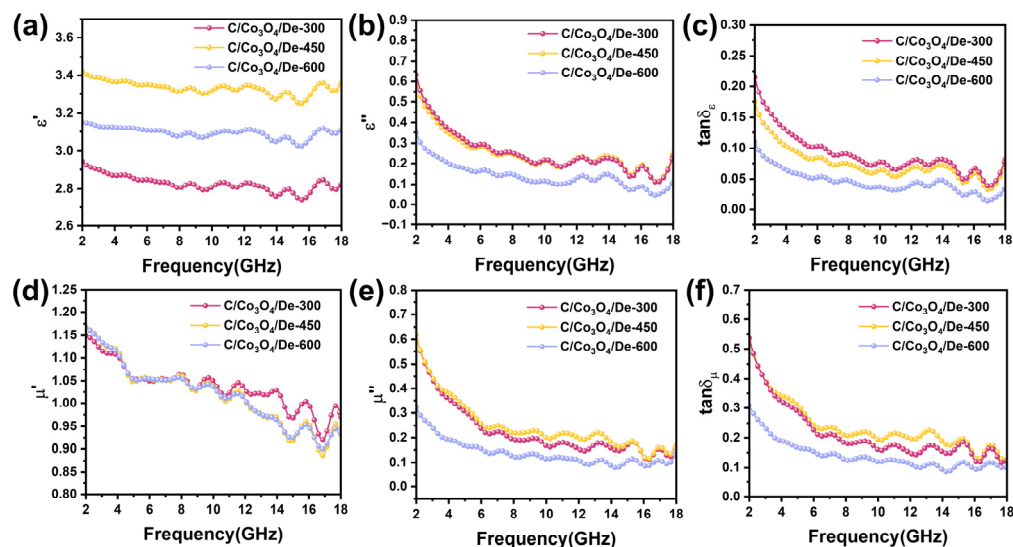 (a)
C/Co₃O₄/De-300
C/Co₃O₄/De-450
C/Co₃O₄/De-600
3.6
3.4
3.2
3.0
2.8
2.6
ε'
2 4 6 8 10 12 14 16 18
Frequency(GHz)
(b)
C/Co₃O₄/De-300
C/Co₃O₄/De-450
C/Co₃O₄/De-600
0.9
0.8
0.7
0.6
0.5
0.4
0.3
0.2
0.1
0.0
−0.1
ε''
2 4 6 8 10 12 14 16 18
Frequency(GHz)
(c)
C/Co₃O₄/De-300
C/Co₃O₄/De-450
C/Co₃O₄/De-600
0.30
0.25
0.20
0.15
0.10
0.05
0.00
tanδε
2 4 6 8 10 12 14 16 18
Frequency(GHz)
(d)
C/Co₃O₄/De-300
C/Co₃O₄/De-450
C/Co₃O₄/De-600
1.25
1.20
1.15
1.10
1.05
1.00
0.95
0.90
0.85
0.80
μ'
2 4 6 8 10 12 14 16 18
Frequency(GHz)
(e)
C/Co₃O₄/De-300
C/Co₃O₄/De-450
C/Co₃O₄/De-600
0.8
0.7
0.6
0.5
0.4
0.3
0.2
0.1
0.0
μ''
2 4 6 8 10 12 14 16 18
Frequency(GHz)
(f)
C/Co₃O₄/De-300
C/Co₃O₄/De-450
C/Co₃O₄/De-600
0.7
0.6
0.5
0.4
0.3
0.2
0.1
0.0
tanδμ
2 4 6 8 10 12 14 16 18
Frequency(GHz)